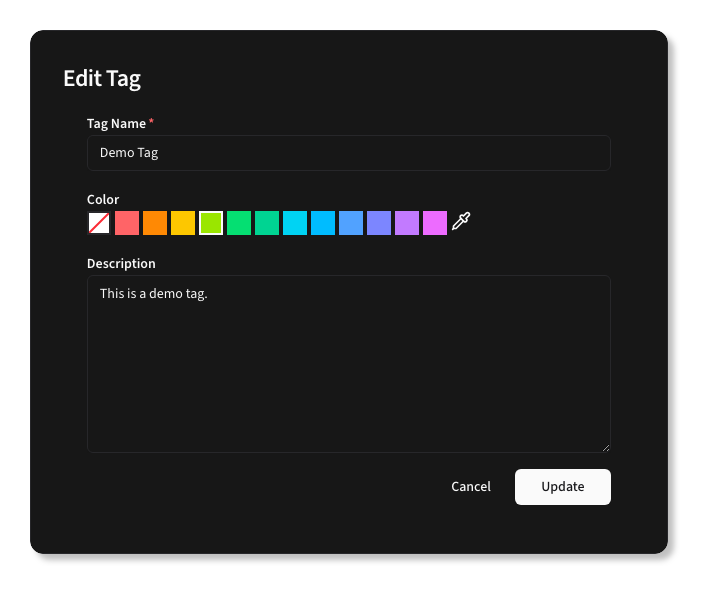 Edit Tag
Tag Name *
Demo Tag
Color
Description
This is a demo tag.
Cancel Update